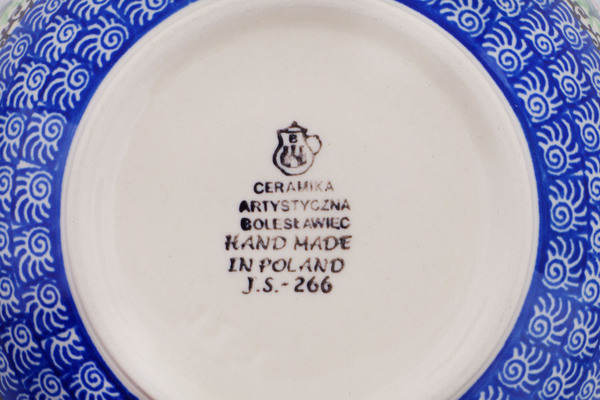 B
CERAMIKA
ARTYSTYCZNA
BOLESŁAWIEC
HAND MADE
IN POLAND
J.S.-266